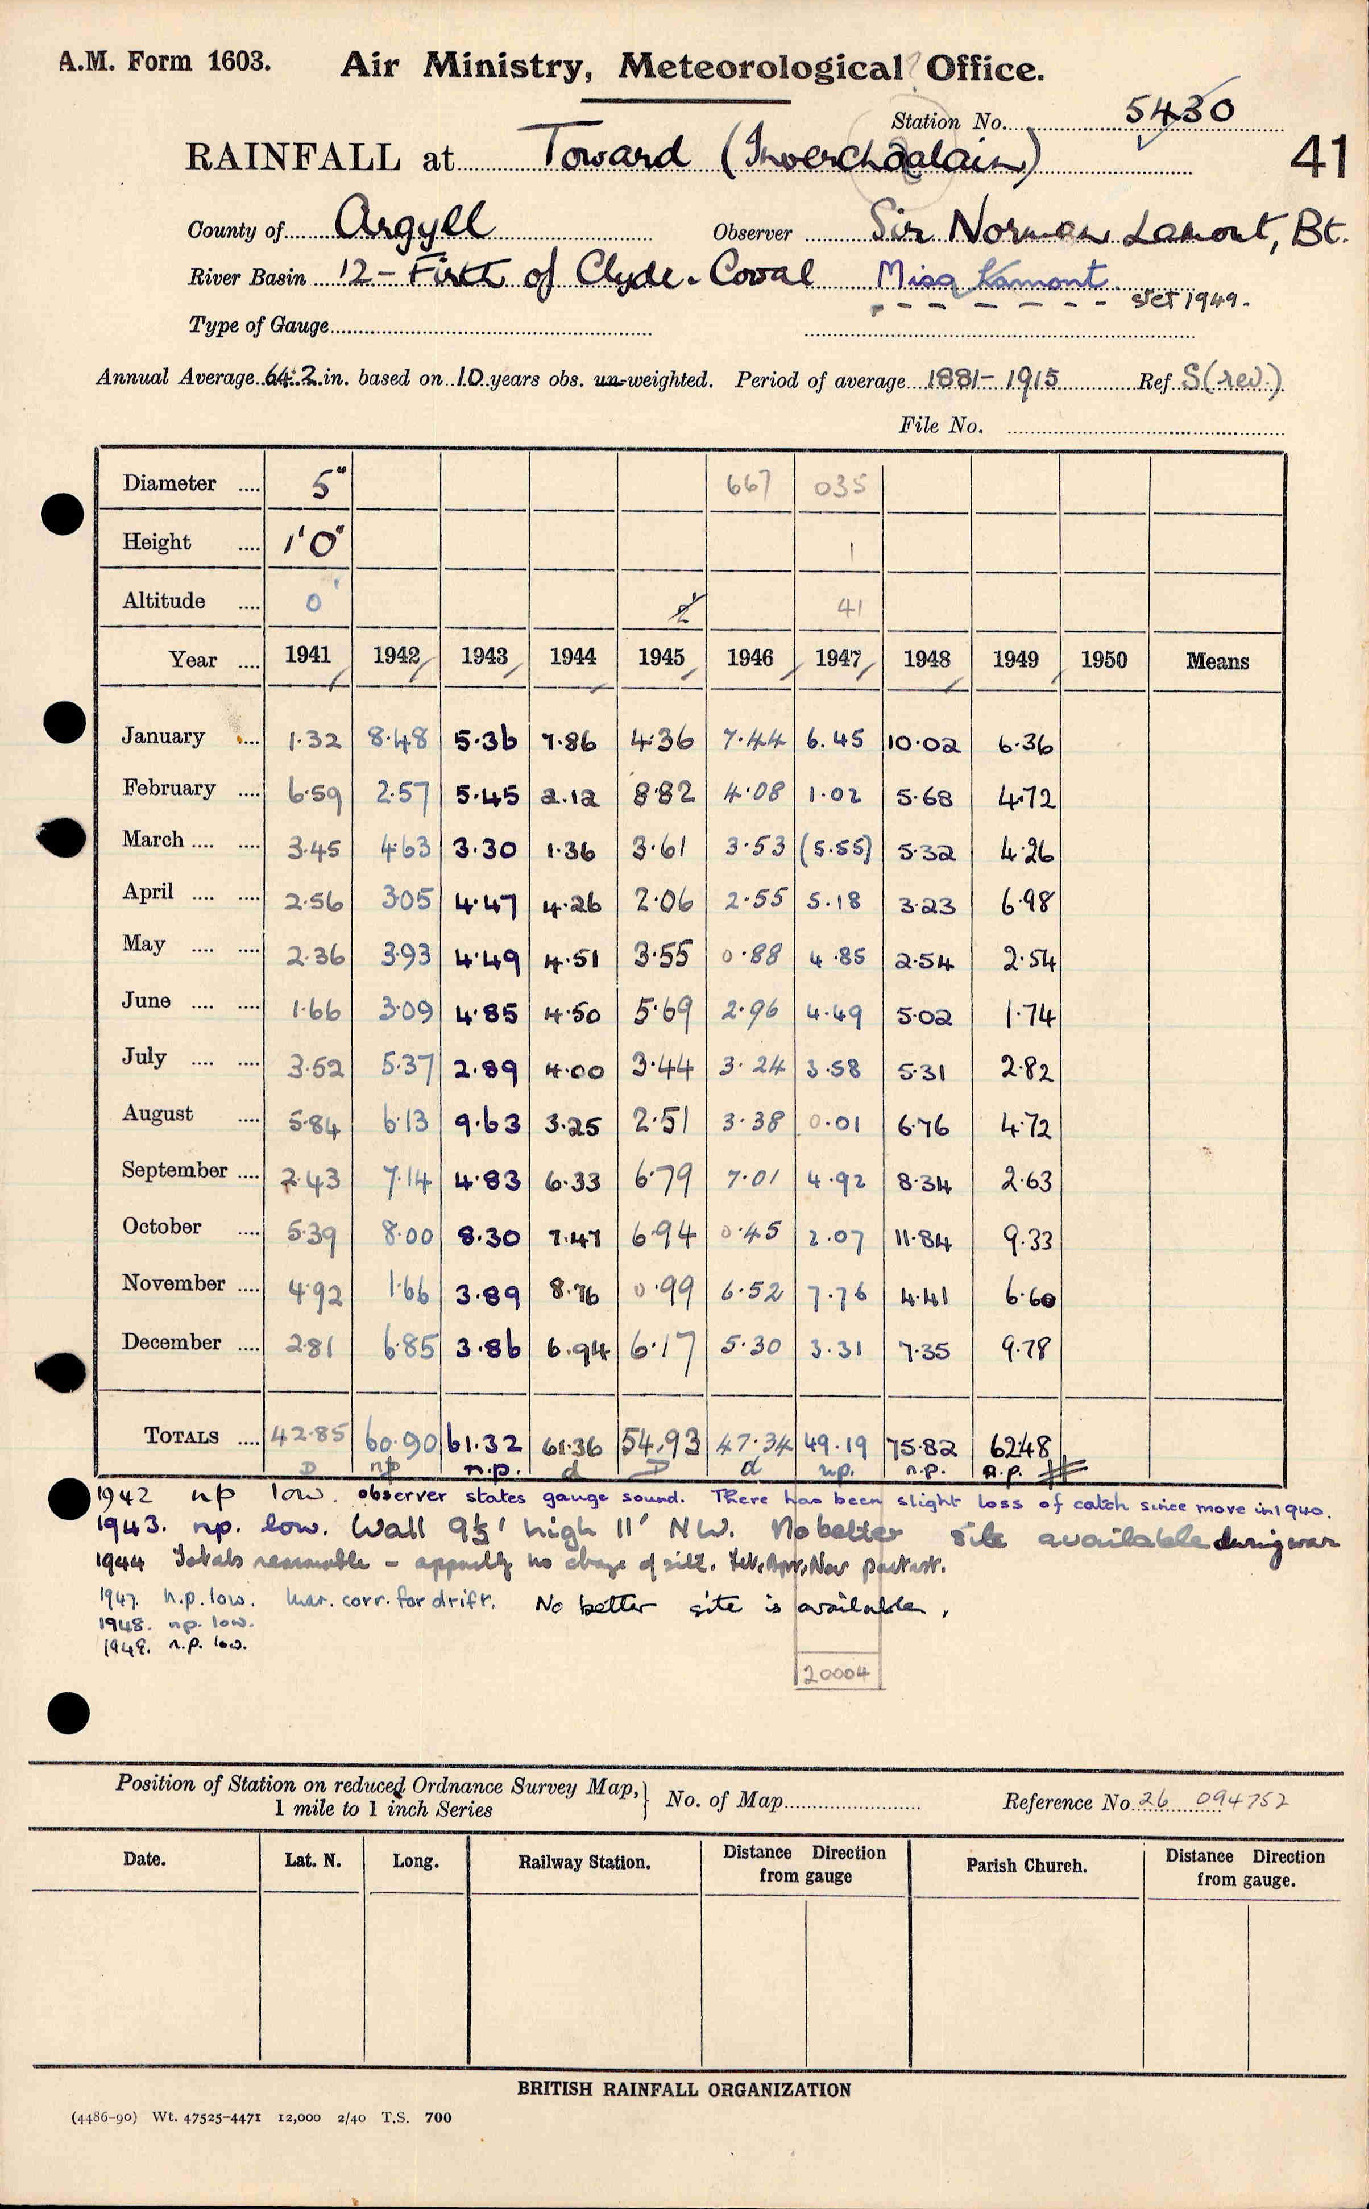 A.M. Form 1603. Air Ministry, Meteorological Office.
Station No. 5430
RAINFALL at Toward (Inverchaolain) 41
County of Argyll Observer Sir Norman Lamont, Bt.
River Basin 12 – Firth of Clyde. Cowal Miss Lamont
Oct 1949.
Type of Gauge
Annual Average 64.2 in. based on 10 years obs. un-weighted. Period of average 1881–1915 Ref. S(rev.)
File No.
Diameter .... 5" 667 035
Height .... 1'0" 1
Altitude .... 0' 41
Year .... 1941 1942 1943 1944 1945 1946 1947 1948 1949 1950 Means
January .... 1.32 8.48 5.36 7.86 4.36 7.44 6.45 10.02 6.36
February .... 6.59 2.57 5.45 2.12 8.82 4.08 1.02 5.68 4.72
March .... .... 3.45 4.63 3.30 1.36 3.61 3.53 (5.55) 5.32 4.26
April .... .... 2.56 3.05 4.47 4.26 2.06 2.55 5.18 3.23 6.98
May .... .... 2.36 3.93 4.49 4.51 3.55 0.88 4.85 2.54 2.54
June .... .... 1.66 3.09 4.85 4.50 5.69 2.96 4.49 5.02 1.74
July .... .... 3.52 5.37 2.89 4.00 3.44 3.24 3.58 5.31 2.82
August .... 5.84 6.13 9.63 3.25 2.51 3.38 0.01 6.76 4.72
September .... 2.43 7.14 4.83 6.33 6.79 7.01 4.92 8.34 2.63
October .... 5.39 8.00 8.30 7.47 6.94 0.45 2.07 11.84 9.33
November .... 4.92 1.66 3.89 8.76 0.99 6.52 7.76 4.41 6.60
December .... 2.81 6.85 3.86 6.94 6.17 5.30 3.31 7.35 9.78
TOTALS .... 42.85 60.90 61.32 61.36 54.93 47.34 49.19 75.82 62.48
D np n.p. d D d n.p. n.p. n.p.
1942 np low. observer states gauge sound. There has been slight loss of catch since move in 1940.
1943. np. low. Wall 9½' high 11' NW. No better site available during war
1944 Totals reasonable – no change of site.
1947. n.p. low. Mar. corr. for drift. No better site is available.
1948. np. low.
1949. n.p. low.
20004
Position of Station on reduced Ordnance Survey Map, } No. of Map Reference No. 26 094752
1 mile to 1 inch Series
Date. Lat. N. Long. Railway Station. Distance from gauge Direction Parish Church. Distance Direction from gauge.
BRITISH RAINFALL ORGANIZATION
(4486-90) Wt. 47525-4471 12,000 2/40 T.S. 700